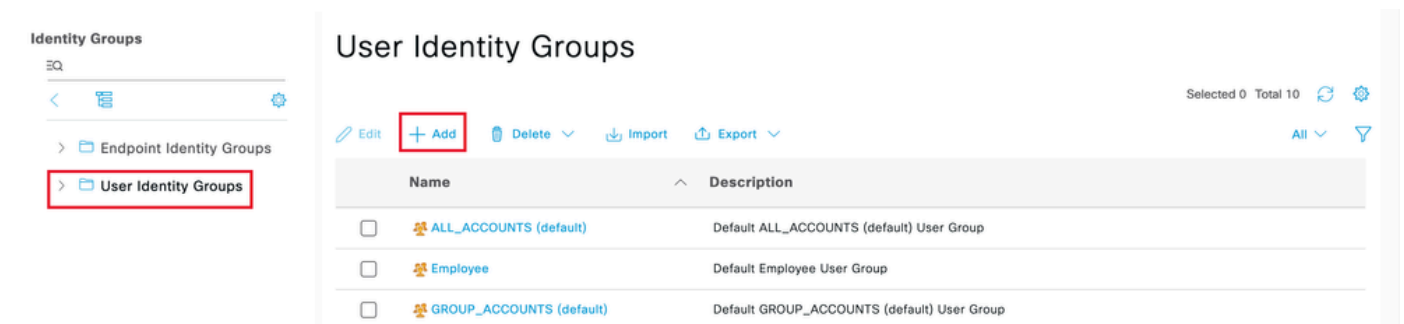 Identity Groups
User Identity Groups
Selected 0 Total 10
Edit + Add Delete Import Export All
Endpoint Identity Groups
User Identity Groups
Name Description
ALL_ACCOUNTS (default) Default ALL_ACCOUNTS (default) User Group
Employee Default Employee User Group
GROUP_ACCOUNTS (default) Default GROUP_ACCOUNTS (default) User Group